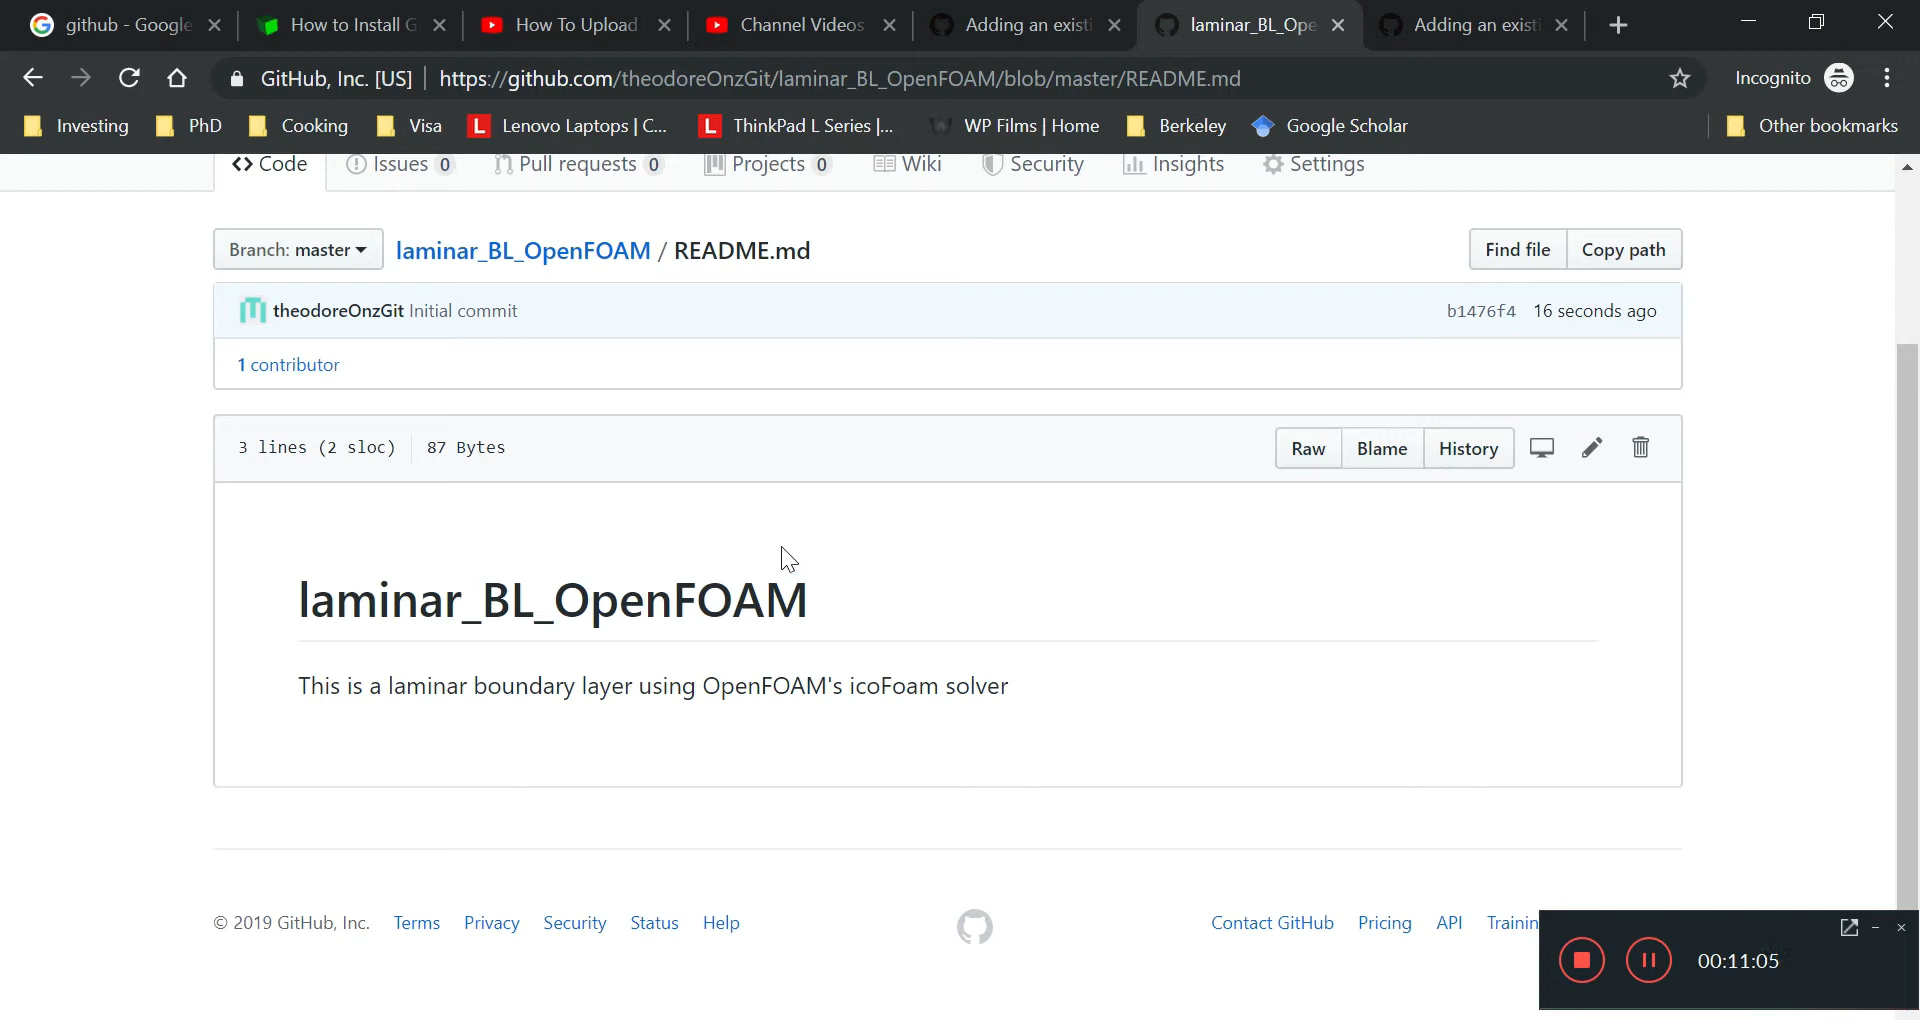 github - Google
How to Install G
How To Upload
Channel Videos
Adding an existi
laminar_BL_Ope
Adding an existi
GitHub, Inc. [US]
https://github.com/theodoreOnzGit/laminar_BL_OpenFOAM/blob/master/README.md
Incognito
Investing
PhD
Cooking
Visa
L Lenovo Laptops | C...
L ThinkPad L Series |...
WP Films | Home
Berkeley
Google Scholar
Other bookmarks
<> Code
Issues 0
Pull requests 0
Projects 0
Wiki
Security
Insights
Settings
Branch: master
laminar_BL_OpenFOAM / README.md
Find file
Copy path
theodoreOnzGit Initial commit
b1476f4 16 seconds ago
1 contributor
3 lines (2 sloc) 87 Bytes
Raw
Blame
History
laminar_BL_OpenFOAM
This is a laminar boundary layer using OpenFOAM's icoFoam solver
© 2019 GitHub, Inc.
Terms
Privacy
Security
Status
Help
Contact GitHub
Pricing
API
Trainin
00:11:05